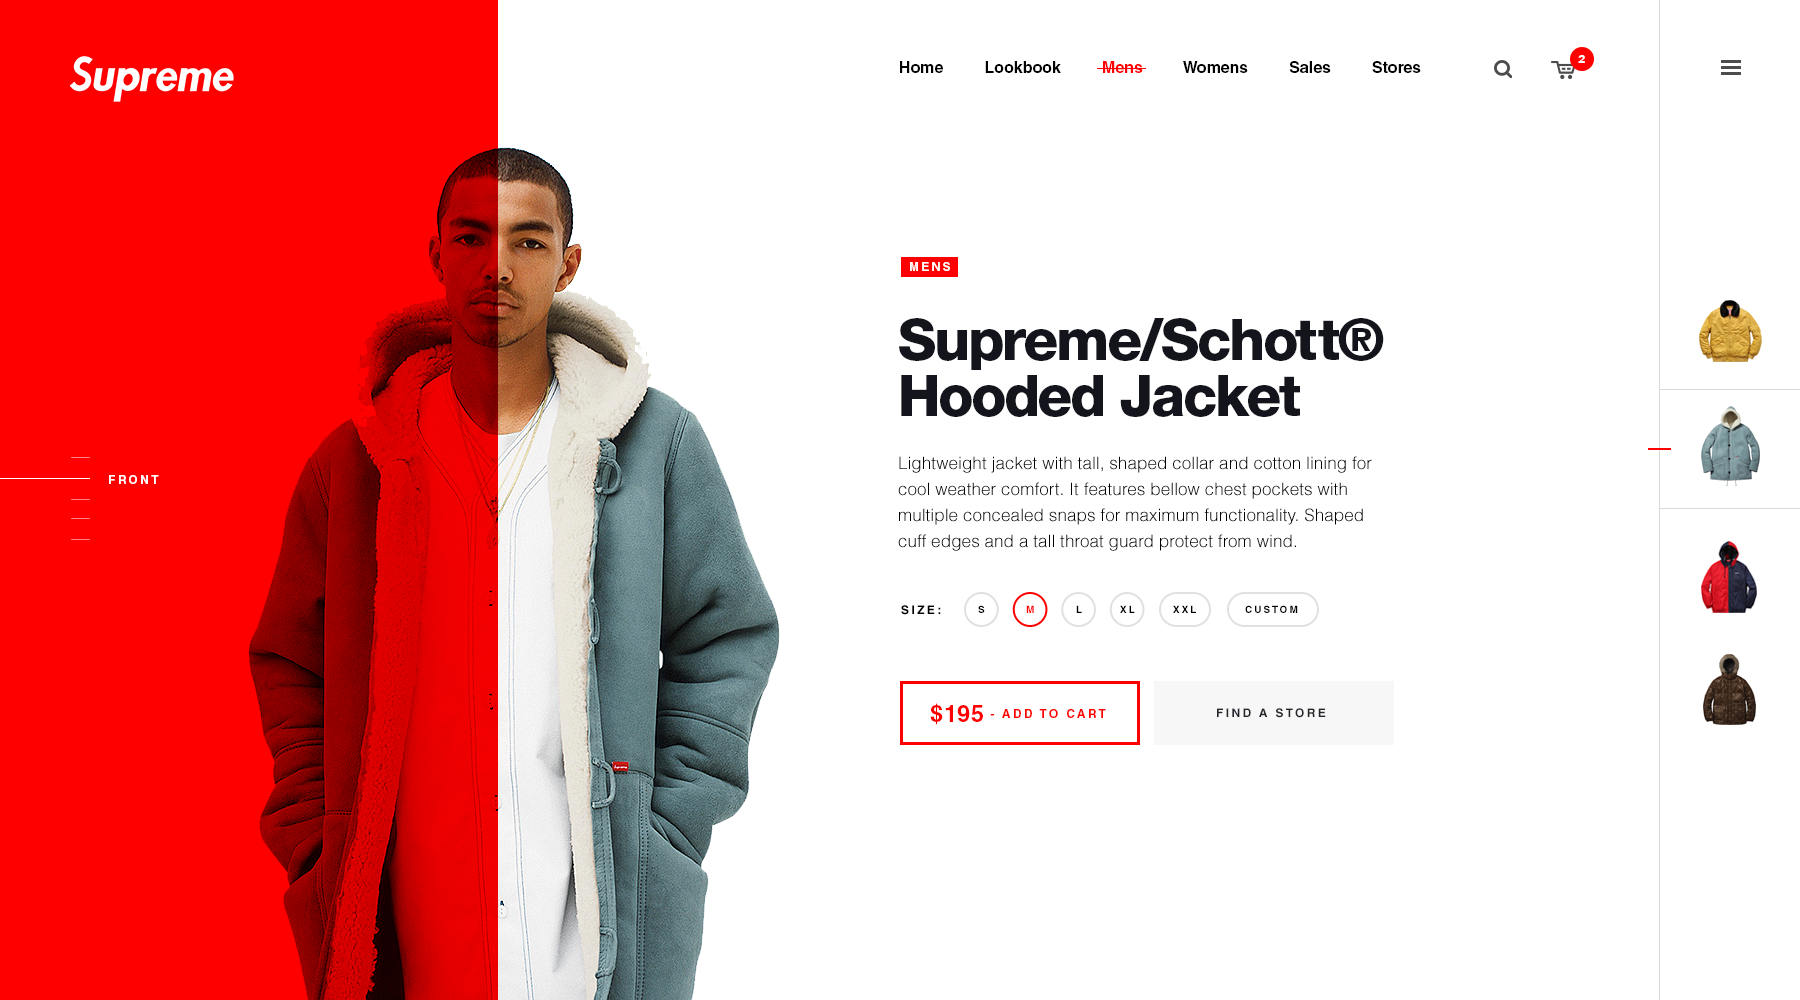 Supreme
Home Lookbook Mens Womens Sales Stores 2
MENS
Supreme/Schott®
Hooded Jacket
Lightweight jacket with tall, shaped collar and cotton lining for
cool weather comfort. It features bellow chest pockets with
multiple concealed snaps for maximum functionality. Shaped
cuff edges and a tall throat guard protect from wind.
FRONT
SIZE: S M L XL XXL CUSTOM
$195 - ADD TO CART
FIND A STORE
Supreme